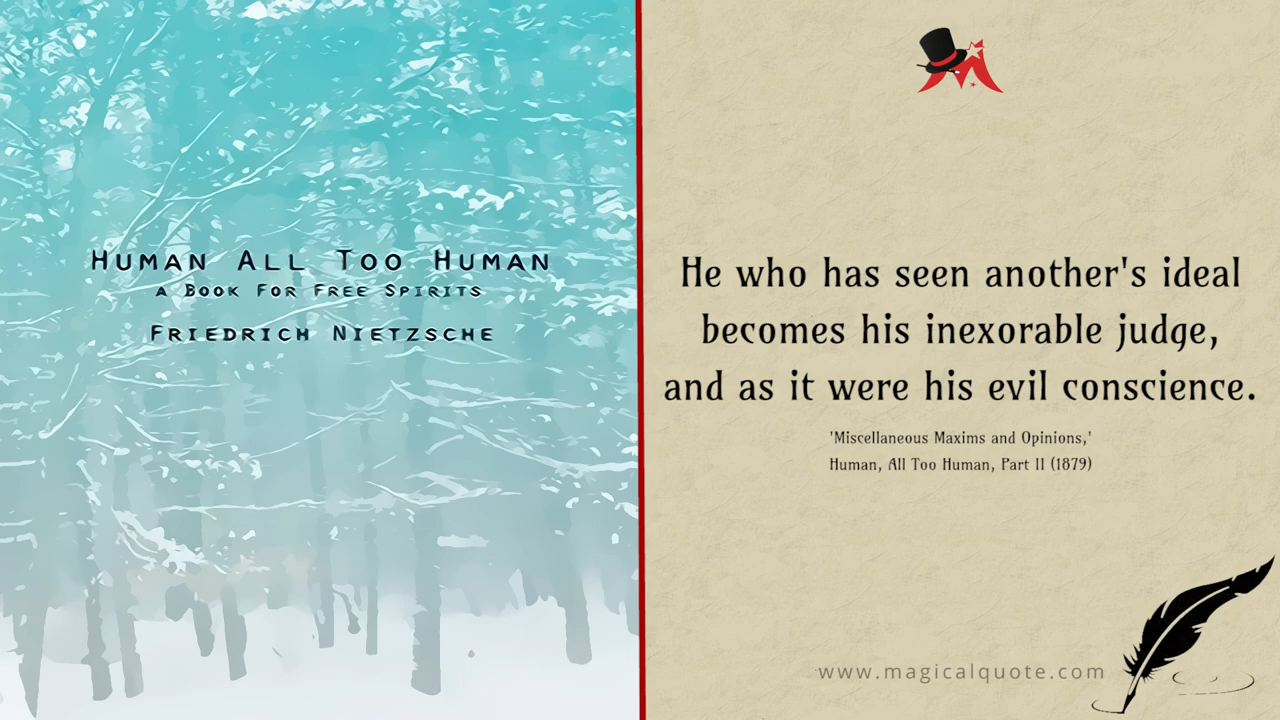 Human All Too Human
A Book For Free Spirits
Friedrich Nietzsche
He who has seen another's ideal
becomes his inexorable judge,
and as it were his evil conscience.
'Miscellaneous Maxims and Opinions,'
Human, All Too Human, Part II (1879)
www.magicalquote.com